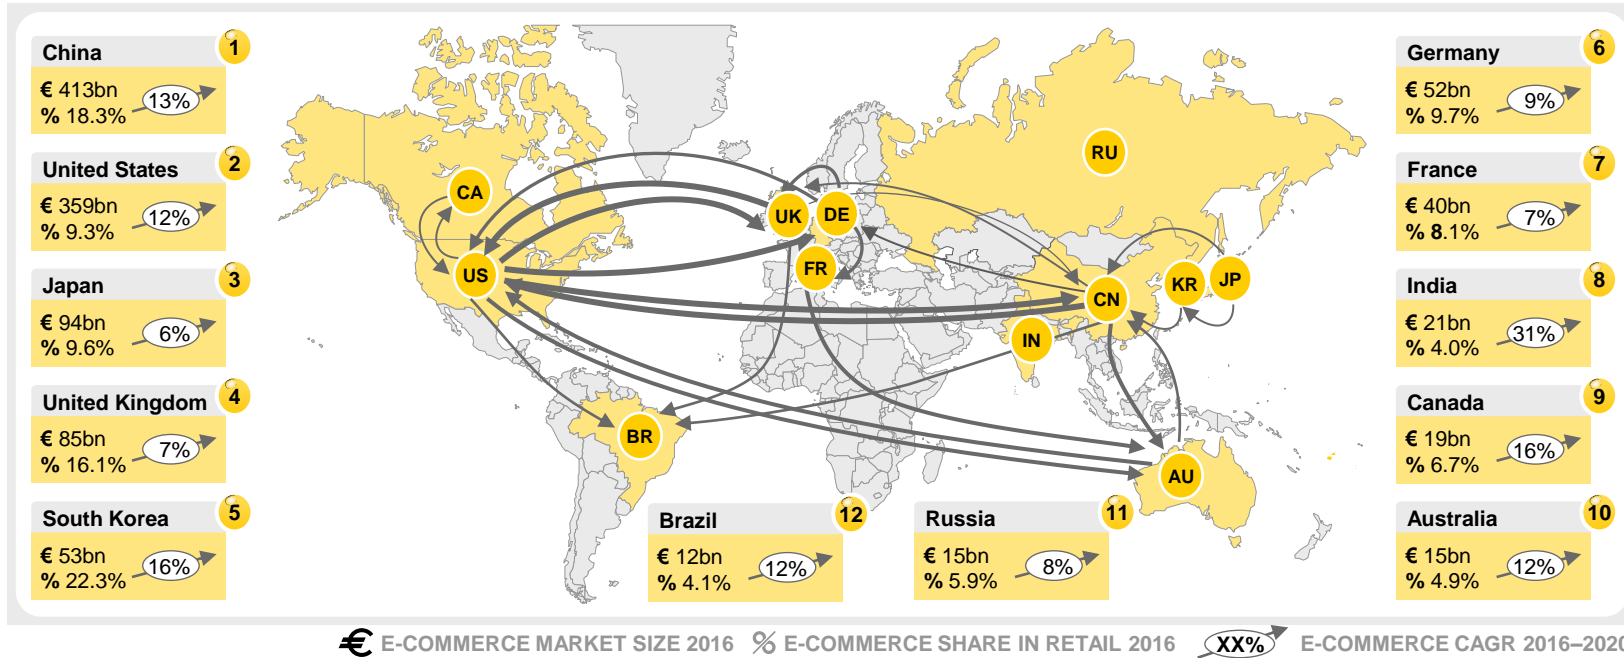 China
1
€ 413bn
% 18.3%
13%
United States
2
€ 359bn
% 9.3%
12%
Japan
3
€ 94bn
% 9.6%
6%
United Kingdom
4
€ 85bn
% 16.1%
7%
South Korea
5
€ 53bn
% 22.3%
16%
CA
US
BR
UK
DE
FR
RU
CN
KR
JP
IN
AU
Brazil
12
€ 12bn
% 4.1%
12%
Russia
11
€ 15bn
% 5.9%
8%
Germany
6
€ 52bn
% 9.7%
9%
France
7
€ 40bn
% 8.1%
7%
India
8
€ 21bn
% 4.0%
31%
Canada
9
€ 19bn
% 6.7%
16%
Australia
10
€ 15bn
% 4.9%
12%
€ E-COMMERCE MARKET SIZE 2016 % E-COMMERCE SHARE IN RETAIL 2016 XX% E-COMMERCE CAGR 2016–2020